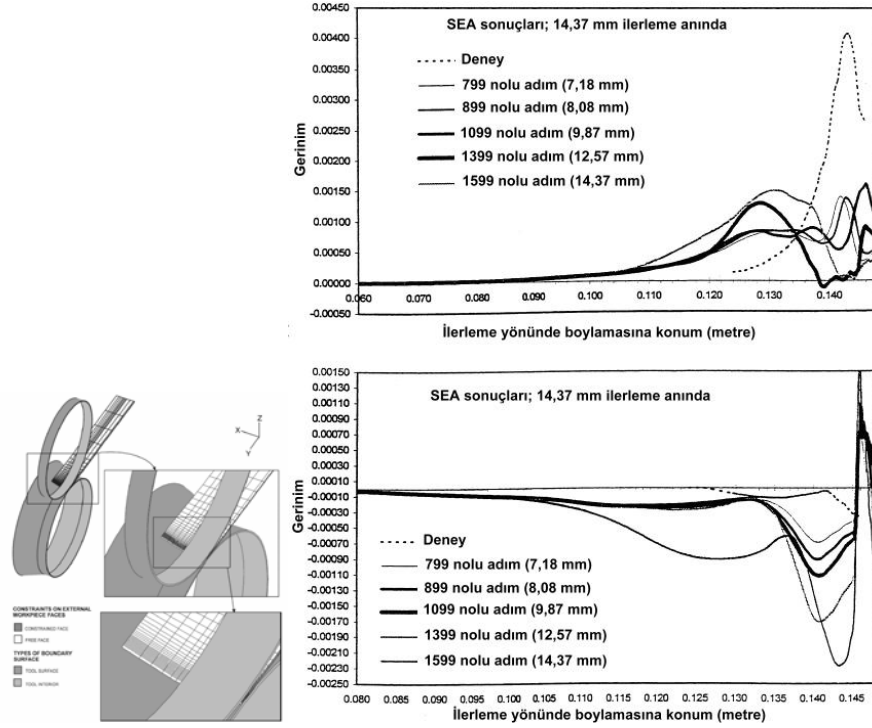 0.00450
0.00400
0.00350
0.00300
0.00250
0.00200
0.00150
0.00100
0.00050
0.00000
-0.00050
Gerinim
SEA sonuçları; 14,37 mm ilerleme anında
Deney
799 nolu adım (7,18 mm)
899 nolu adım (8,08 mm)
1099 nolu adım (9,87 mm)
1399 nolu adım (12,57 mm)
1599 nolu adım (14,37 mm)
0.060 0.070 0.080 0.090 0.100 0.110 0.120 0.130 0.140
İlerleme yönünde boylamasına konum (metre)
X Z
Y
CONSTRAINTS ON EXTERNAL
WORKPIECE FACES
CONSTRAINED FACE
FREE FACE
TYPES OF BOUNDARY
SURFACE
TOOL SURFACE
TOOL INTERIOR
0.00150
0.00130
0.00110
0.00090
0.00070
0.00050
0.00030
0.00010
-0.00010
-0.00030
-0.00050
-0.00070
-0.00090
-0.00110
-0.00130
-0.00150
-0.00170
-0.00190
-0.00210
-0.00230
-0.00250
Gerinim
SEA sonuçları; 14,37 mm ilerleme anında
Deney
799 nolu adım (7,18 mm)
899 nolu adım (8,08 mm)
1099 nolu adım (9,87 mm)
1399 nolu adım (12,57 mm)
1599 nolu adım (14,37 mm)
0.080 0.085 0.090 0.095 0.100 0.105 0.110 0.115 0.120 0.125 0.130 0.135 0.140 0.145
İlerleme yönünde boylamasına konum (metre)